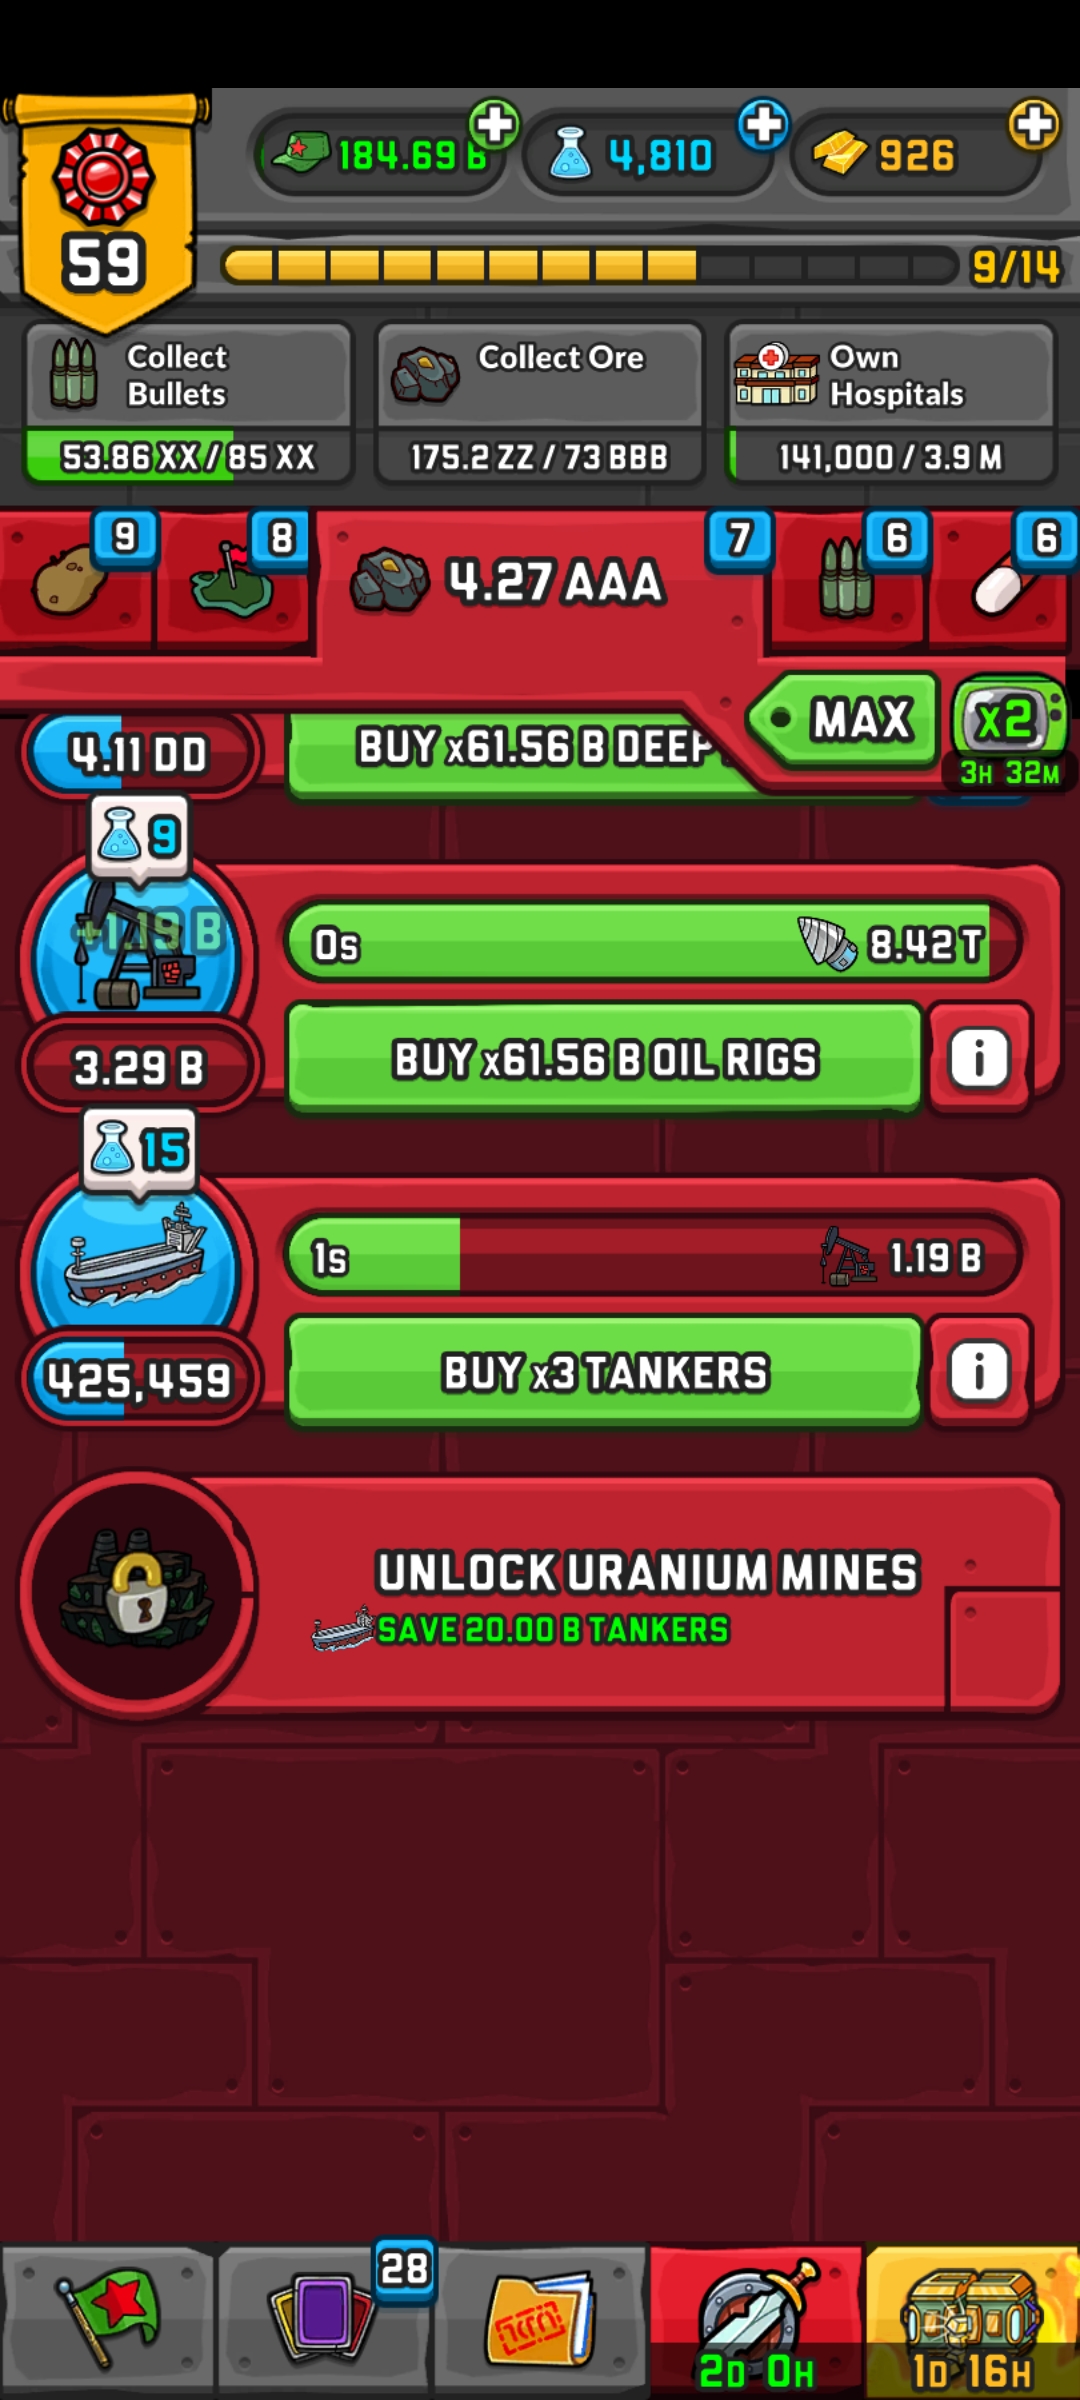 184.69 B
4,810
926
59
9/14
Collect
Bullets
53.86 XX / 85 XX
Collect Ore
175.2 ZZ / 73 BBB
Own
Hospitals
141,000 / 3.9 M
9
8
4.27 AAA
7
6
6
MAX
x2
3H 32M
4.11 DD
BUY x61.56 B DEEP
9
+1.19 B
0s
8.42 T
3.29 B
BUY x61.56 B OIL RIGS
i
15
1s
1.19 B
425,459
BUY x3 TANKERS
i
UNLOCK URANIUM MINES
SAVE 20.00 B TANKERS
28
2D 0H
1D 16H